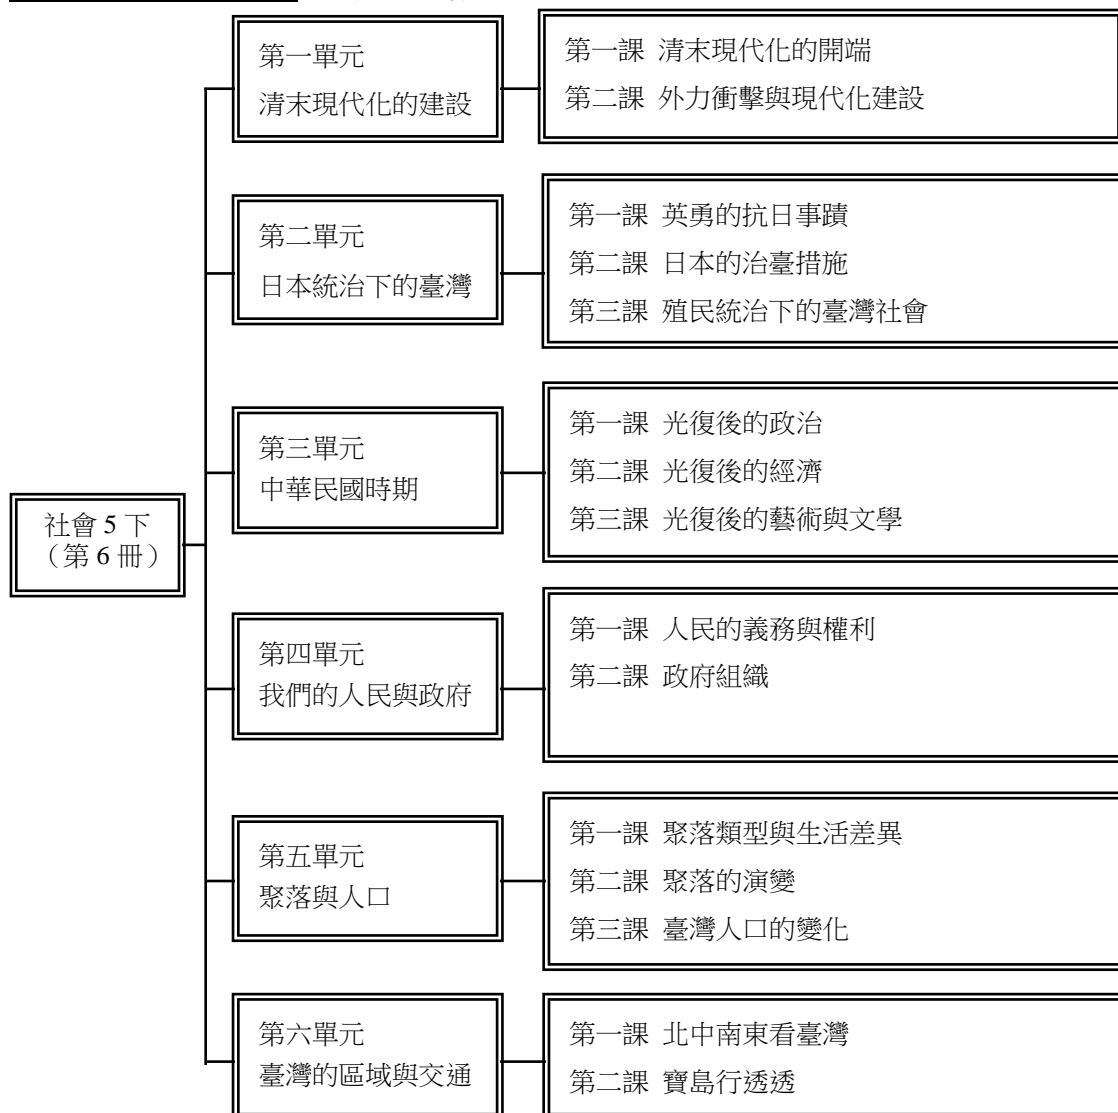 社會 5 下
（第 6 冊）
第一單元
清末現代化的建設
第一課 清末現代化的開端
第二課 外力衝擊與現代化建設
第二單元
日本統治下的臺灣
第一課 英勇的抗日事蹟
第二課 日本的治臺措施
第三課 殖民統治下的臺灣社會
第三單元
中華民國時期
第一課 光復後的政治
第二課 光復後的經濟
第三課 光復後的藝術與文學
第四單元
我們的人民與政府
第一課 人民的義務與權利
第二課 政府組織
第五單元
聚落與人口
第一課 聚落類型與生活差異
第二課 聚落的演變
第三課 臺灣人口的變化
第六單元
臺灣的區域與交通
第一課 北中南東看臺灣
第二課 寶島行透透